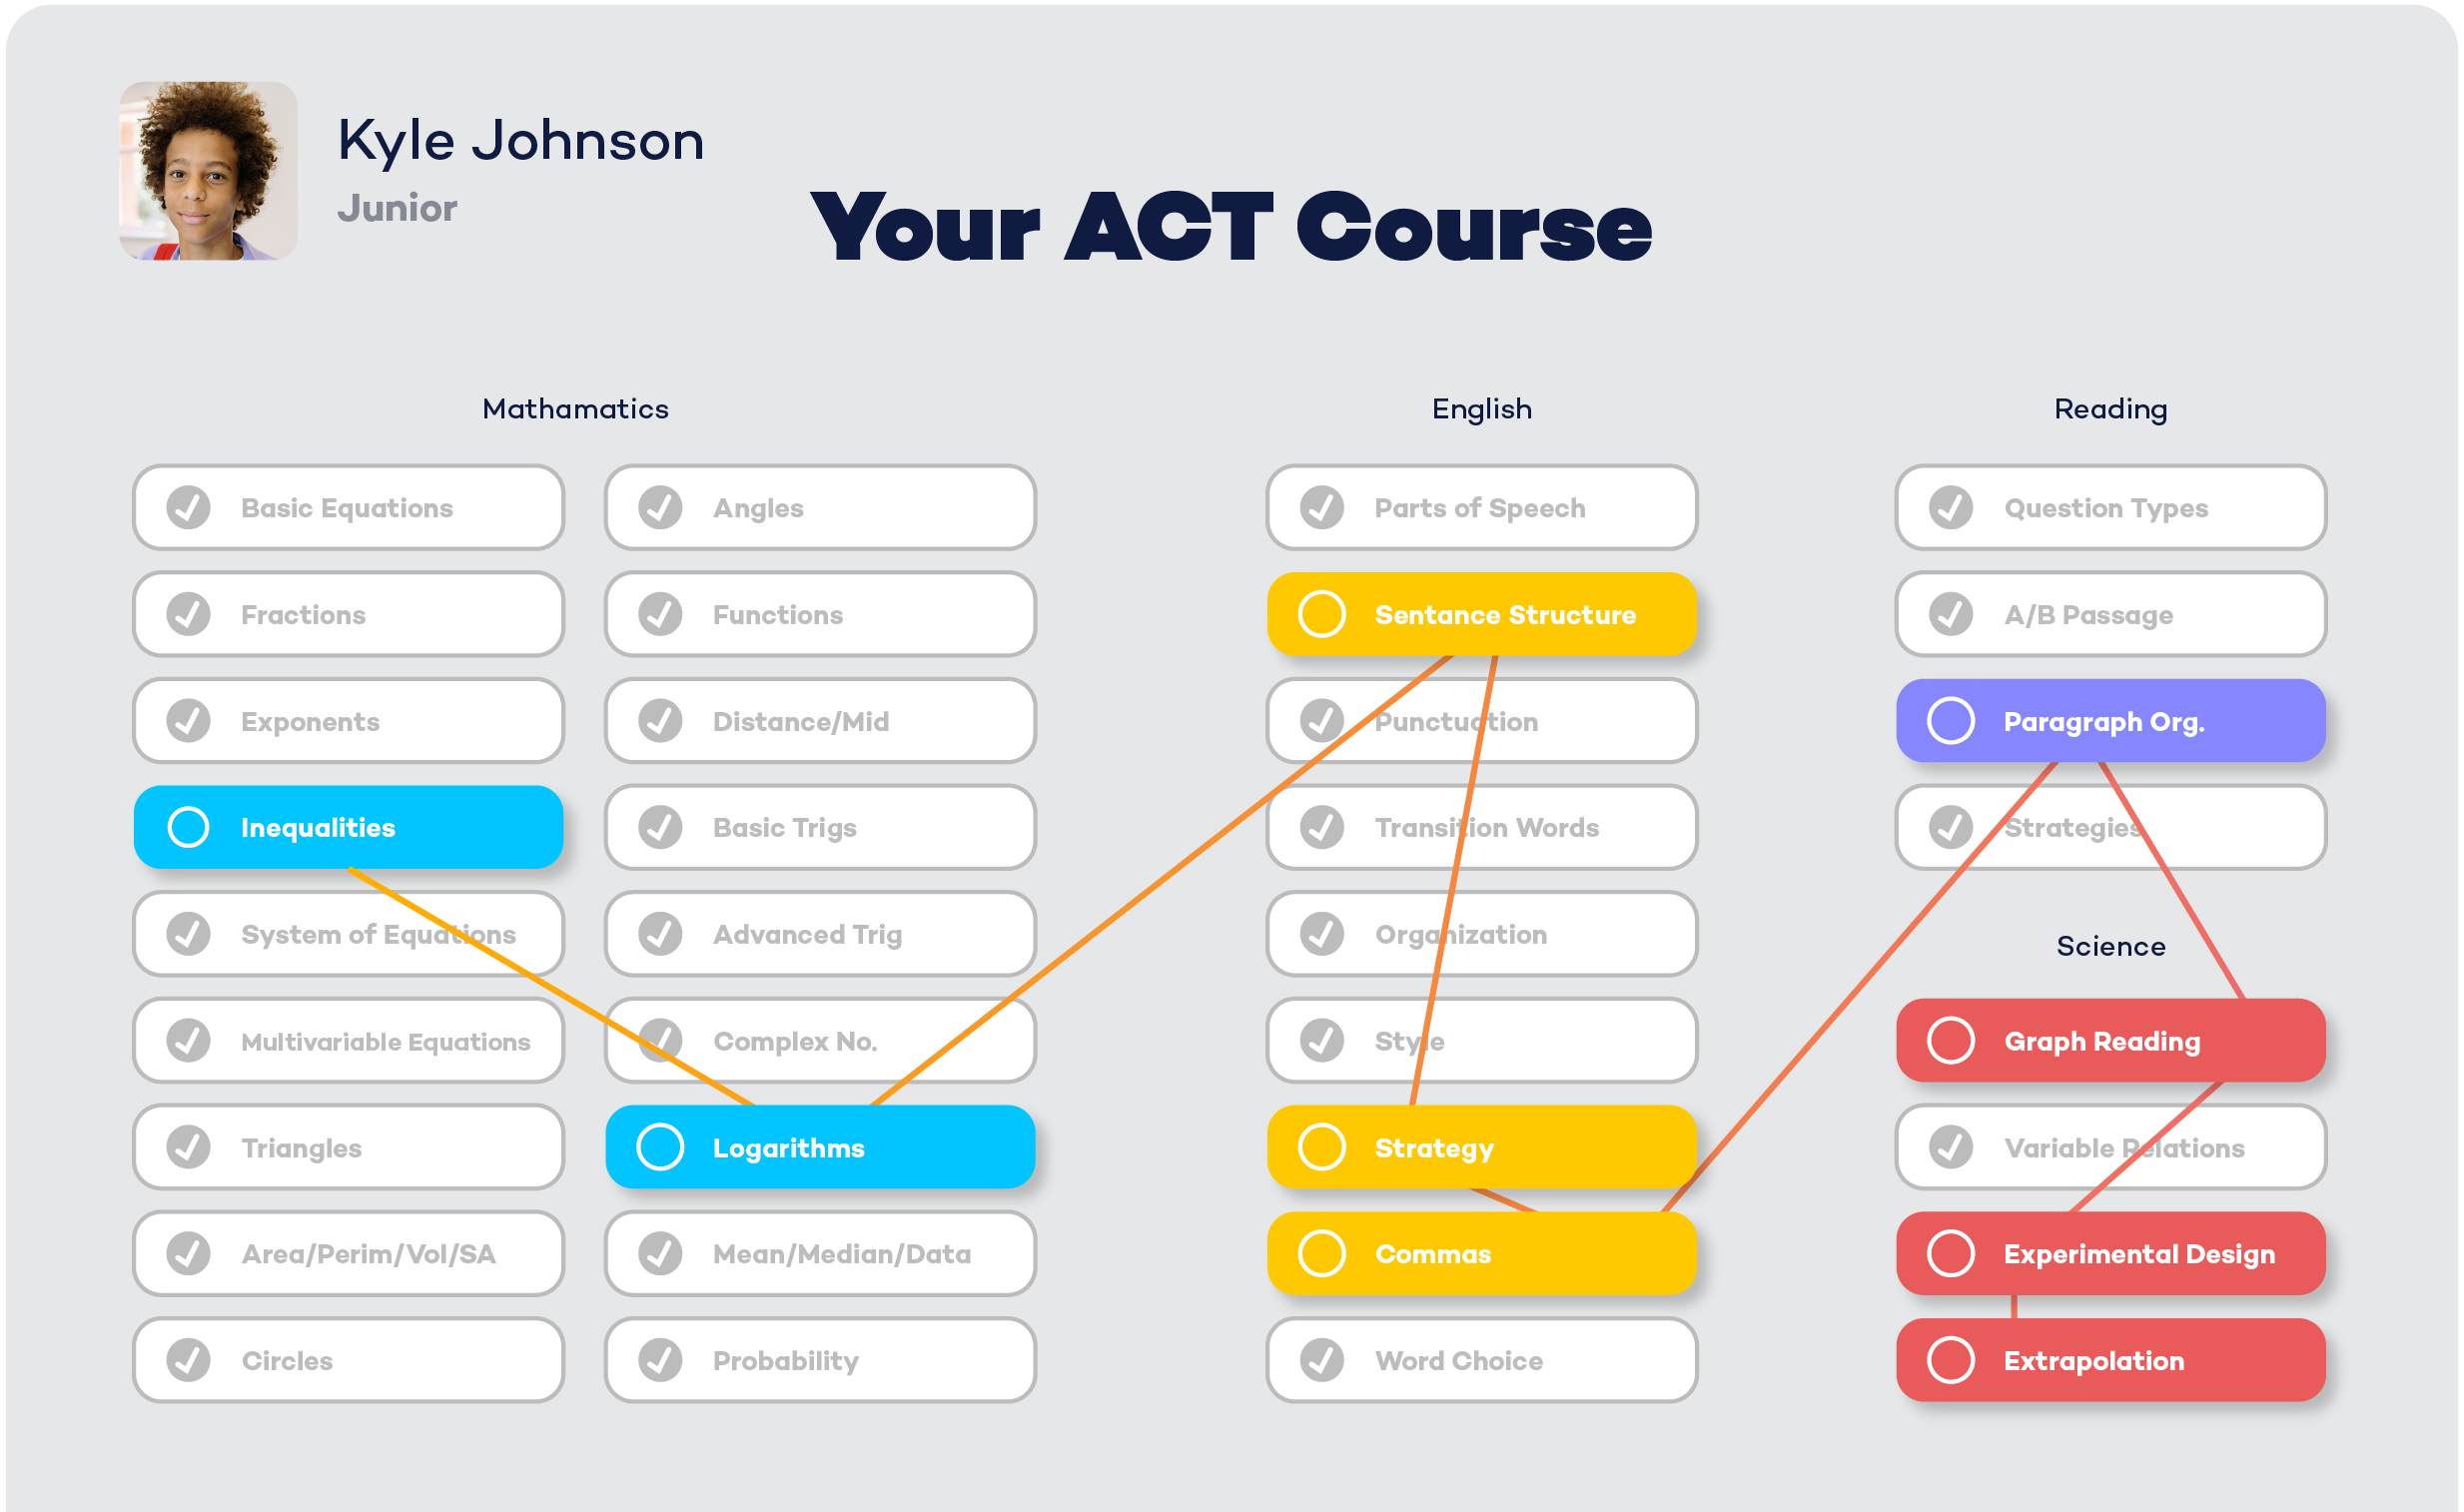 Kyle Johnson
Junior
Your ACT Course
Mathamatics
Basic Equations
Fractions
Exponents
Inequalities
System of Equations
Multivariable Equations
Triangles
Area/Perim/Vol/SA
Circles
Angles
Functions
Distance/Mid
Basic Trigs
Advanced Trig
Complex No.
Logarithms
Mean/Median/Data
Probability
English
Parts of Speech
Sentance Structure
Punctuation
Transition Words
Organization
Style
Strategy
Commas
Word Choice
Reading
Question Types
A/B Passage
Paragraph Org.
Strategies
Science
Graph Reading
Variable Relations
Experimental Design
Extrapolation